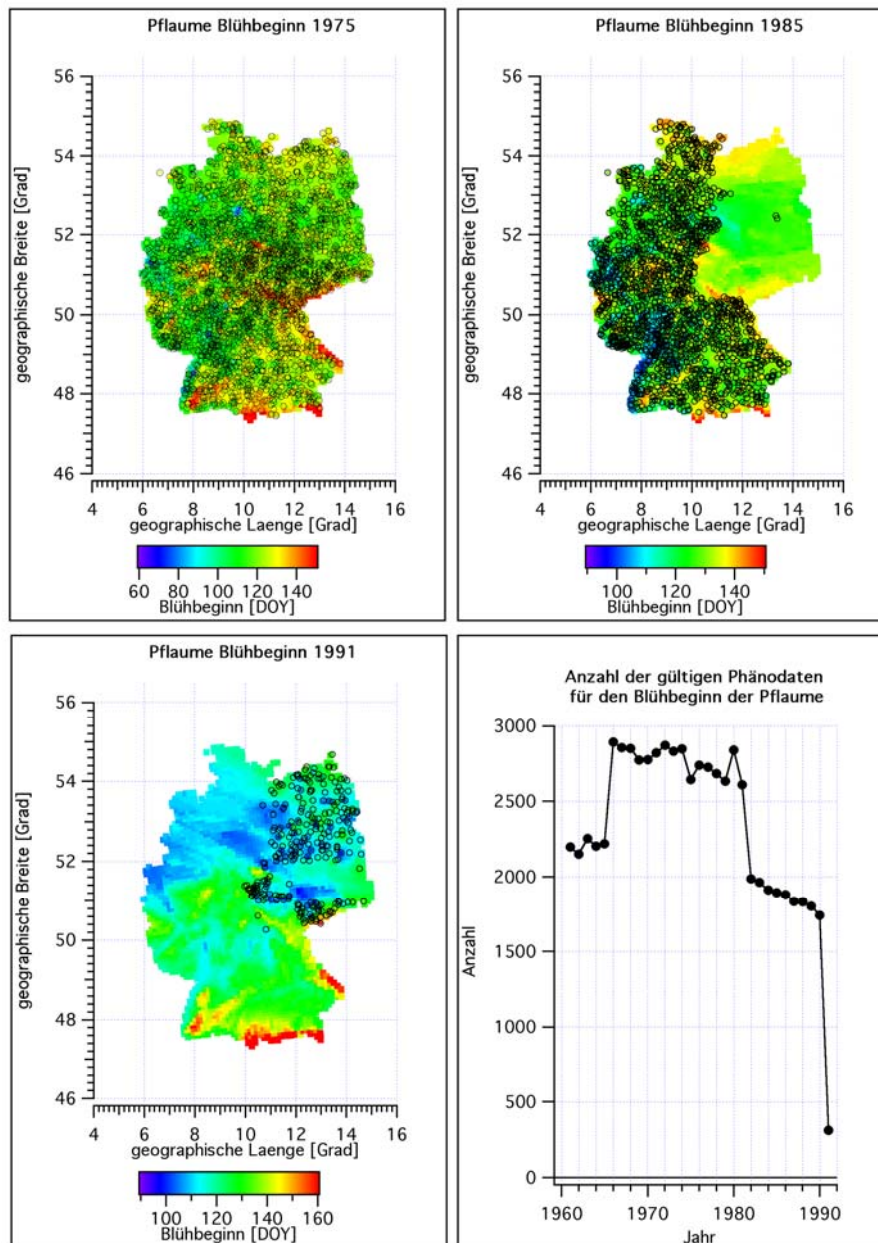 Pflaume Blühbeginn 1975
geographische Breite [Grad]
56
54
52
50
48
46
4 6 8 10 12 14 16
geographische Laenge [Grad]
60 80 100 120 140
Blühbeginn [DOY]
Pflaume Blühbeginn 1985
geographische Breite [Grad]
56
54
52
50
48
46
4 6 8 10 12 14 16
geographische Laenge [Grad]
100 120 140
Blühbeginn [DOY]
Pflaume Blühbeginn 1991
geographische Breite [Grad]
56
54
52
50
48
46
4 6 8 10 12 14 16
geographische Laenge [Grad]
100 120 140 160
Blühbeginn [DOY]
Anzahl der gültigen Phänodaten
für den Blühbeginn der Pflaume
Anzahl
3000
2500
2000
1500
1000
500
0
1960 1970 1980 1990
Jahr